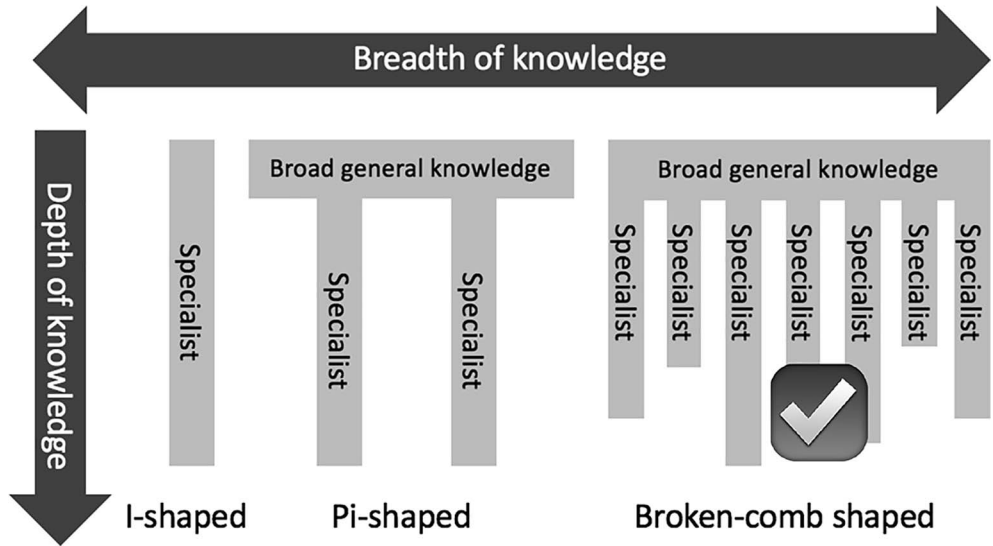 Breadth of knowledge
Depth of knowledge
Specialist
Broad general knowledge
Specialist
Specialist
Broad general knowledge
Specialist
Specialist
Specialist
Specialist
Specialist
Specialist
Specialist
I-shaped
Pi-shaped
Broken-comb shaped